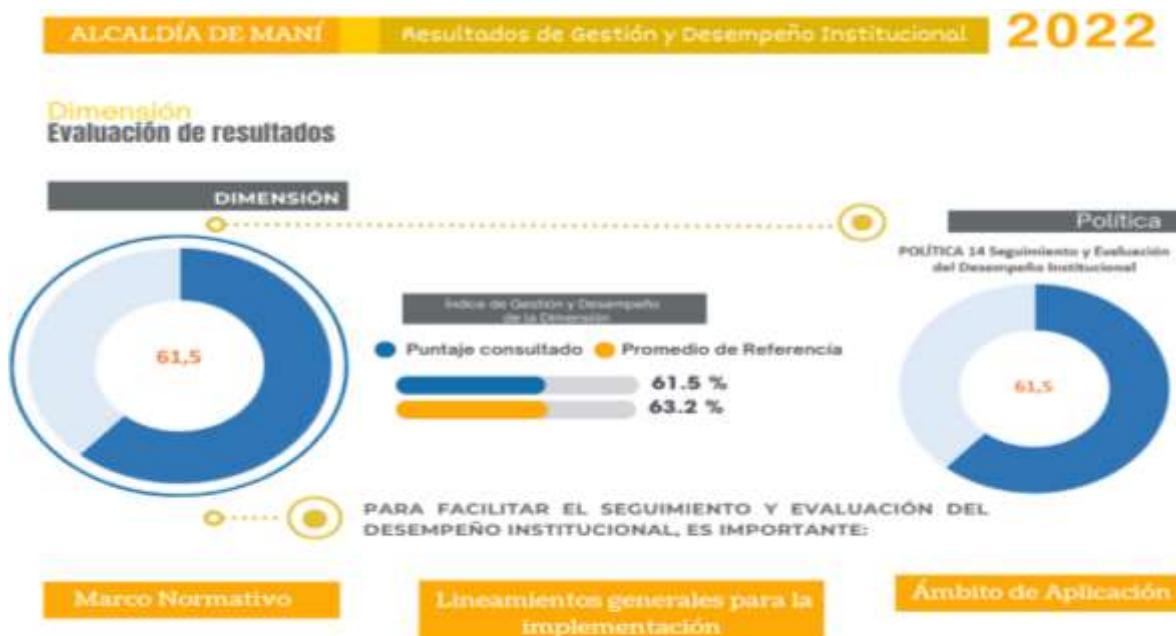 ALCALDÍA DE MANÍ
Resultados de Gestión y Desempeño Institucional
2022
Dimensión
Evaluación de resultados
DIMENSIÓN
Política
POLÍTICA 14 Seguimiento y Evaluación
del Desempeño Institucional
61,5
Índice de Gestión y Desempeño
de la Dimensión
Puntaje consultado
Promedio de Referencia
61.5 %
63.2 %
61,5
PARA FACILITAR EL SEGUIMIENTO Y EVALUACIÓN DEL
DESEMPEÑO INSTITUCIONAL, ES IMPORTANTE:
Marco Normativo
Lineamientos generales para la
implementación
Ámbito de Aplicación